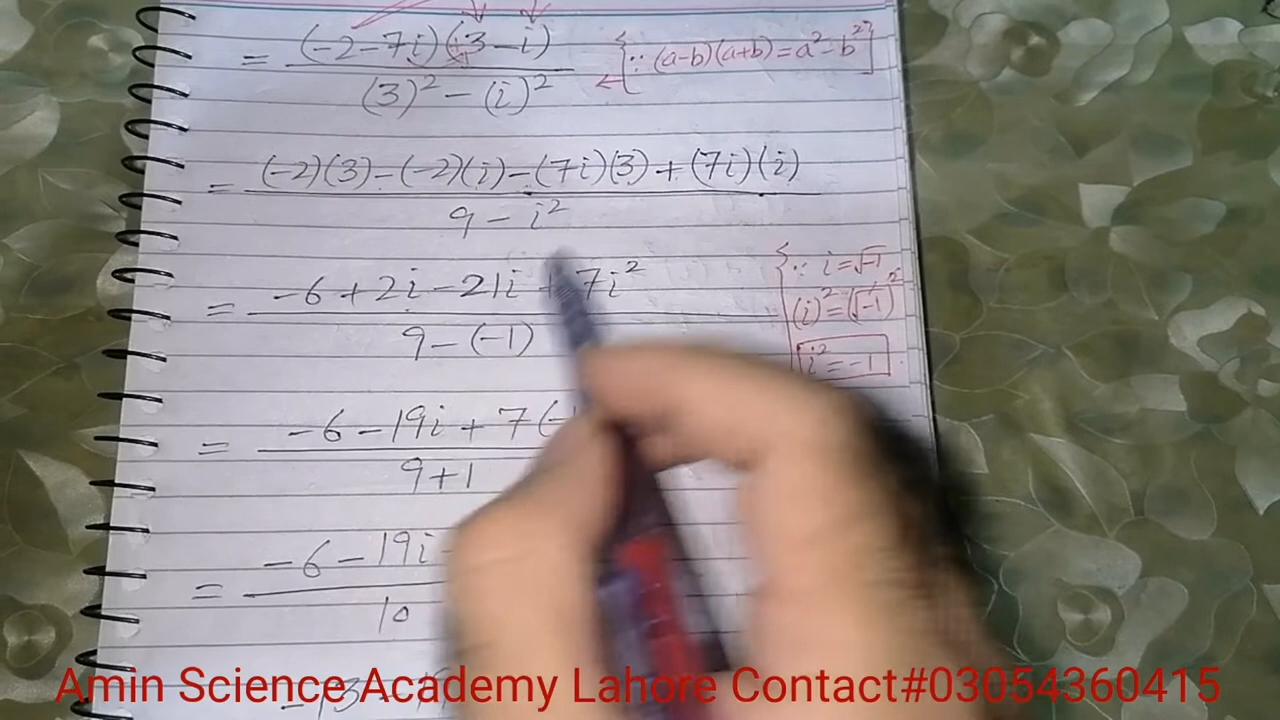 = (-2-7i)(3-i) / (3)² - (i)² {∵ (a-b)(a+b) = a² - b²}
= (-2)(3) - (-2)(i) - (7i)(3) + (7i)(i) / 9 - i²
= -6 + 2i - 21i + 7i² / 9 - (-1)
{∵ i = √-1
(i)² = (√-1)²
i² = -1
= -6 - 19i + 7(-1 / 9+1
= -6 - 19i / 10
-13
Amin Science Academy Lahore Contact#03054360415